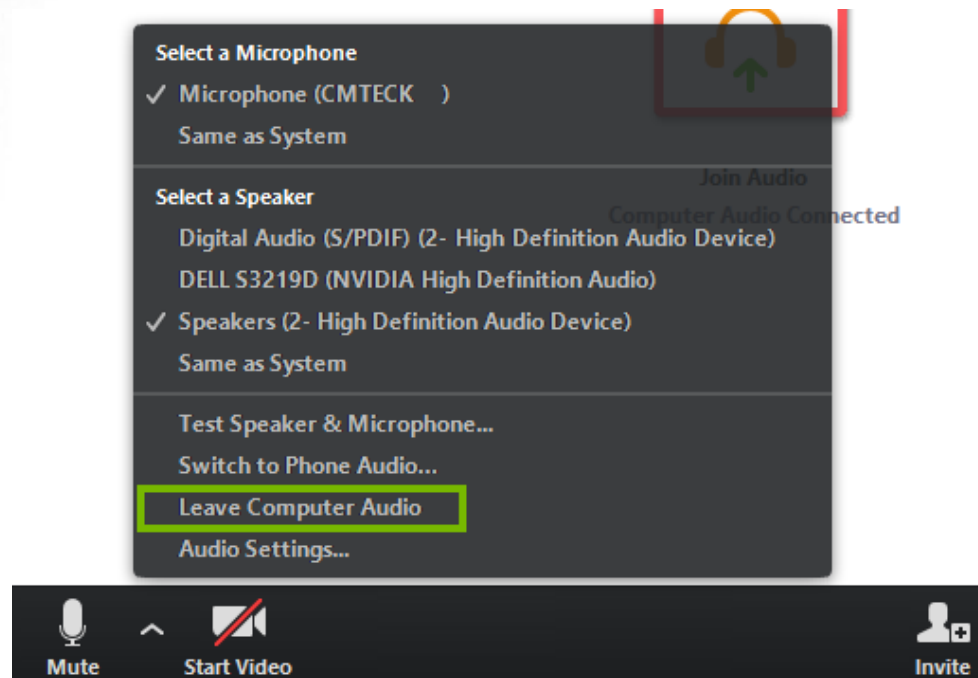 Select a Microphone
✓ Microphone (CMTECK )
Same as System
Join Audio
Select a Speaker
Computer Audio Connected
Digital Audio (S/PDIF) (2- High Definition Audio Device)
DELL S3219D (NVIDIA High Definition Audio)
✓ Speakers (2- High Definition Audio Device)
Same as System
Test Speaker & Microphone...
Switch to Phone Audio...
Leave Computer Audio
Audio Settings...
Mute
Start Video
Invite